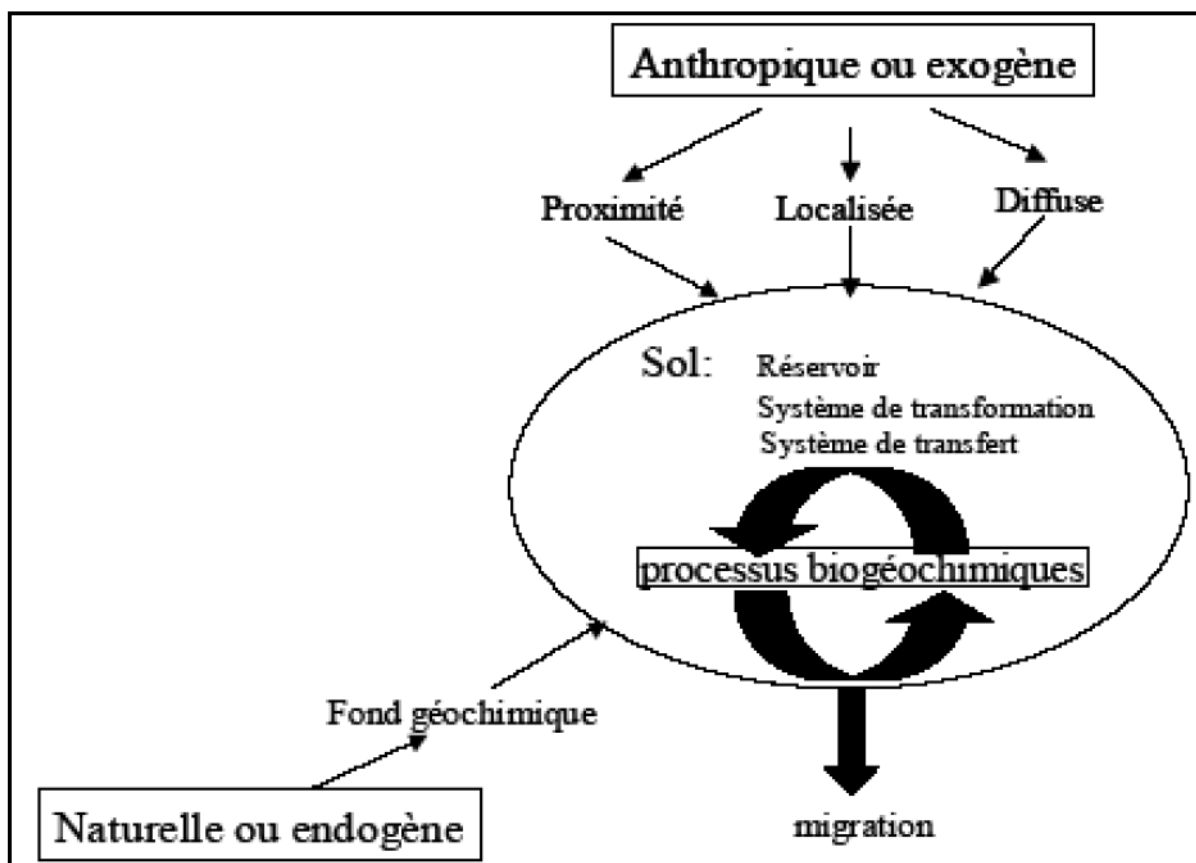 Anthropique ou exogène
Proximité
Localisée
Diffuse
Sol:
Réservoir
Système de transformation
Système de transfert
processus biogéochimiques
Fond géochimique
Naturelle ou endogène
migration